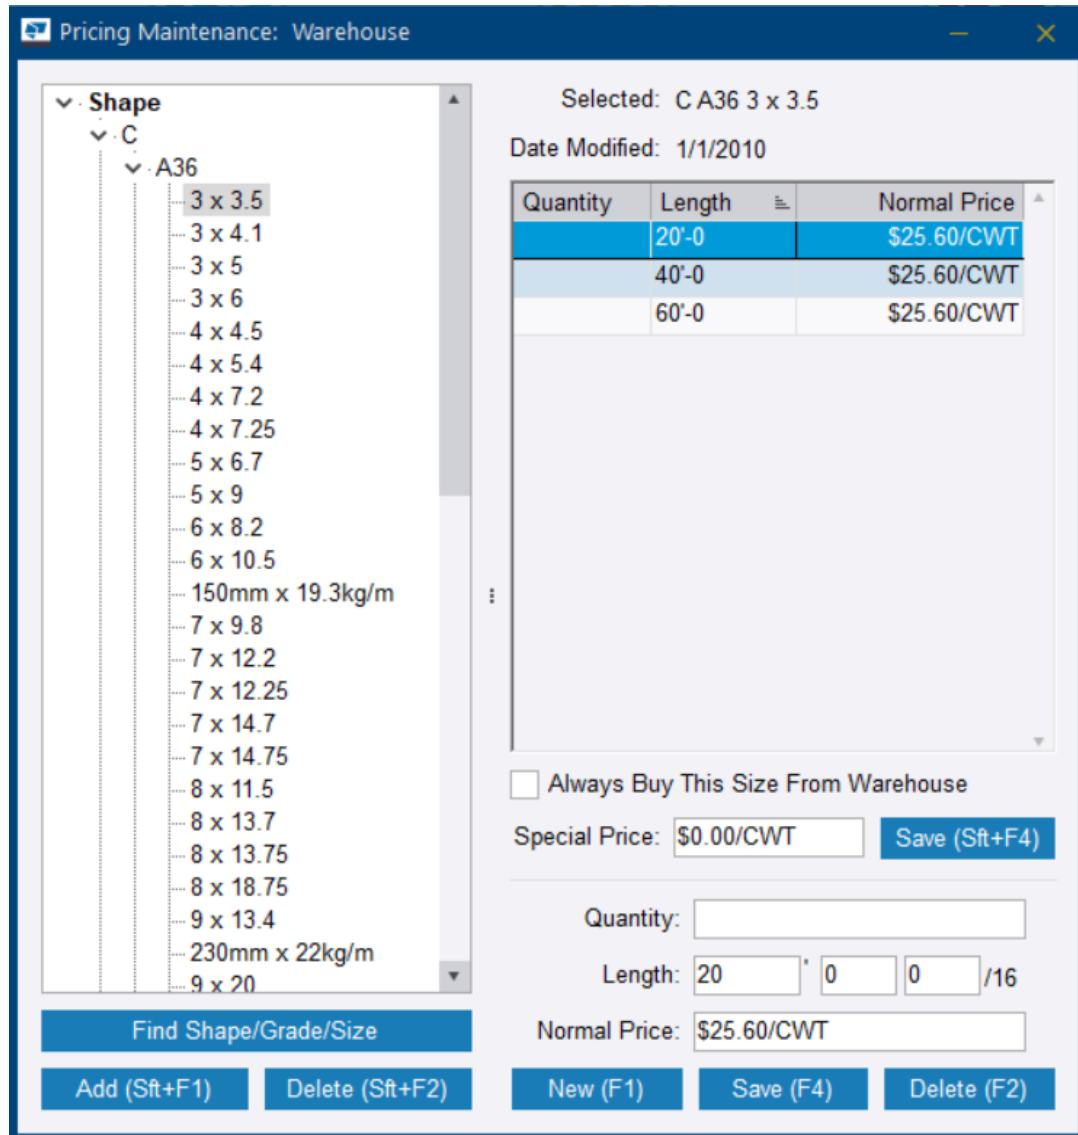 Pricing Maintenance: Warehouse
Shape
C
A36
3 x 3.5
3 x 4.1
3 x 5
3 x 6
4 x 4.5
4 x 5.4
4 x 7.2
4 x 7.25
5 x 6.7
5 x 9
6 x 8.2
6 x 10.5
150mm x 19.3kg/m
7 x 9.8
7 x 12.2
7 x 12.25
7 x 14.7
7 x 14.75
8 x 11.5
8 x 13.7
8 x 13.75
8 x 18.75
9 x 13.4
230mm x 22kg/m
9 x 20
Find Shape/Grade/Size
Add (Sft+F1) Delete (Sft+F2)
Selected: C A36 3 x 3.5
Date Modified: 1/1/2010
Quantity Length Normal Price
20'-0 $25.60/CWT
40'-0 $25.60/CWT
60'-0 $25.60/CWT
Always Buy This Size From Warehouse
Special Price: $0.00/CWT Save (Sft+F4)
Quantity:
Length: 20 ' 0 0 /16
Normal Price: $25.60/CWT
New (F1) Save (F4) Delete (F2)